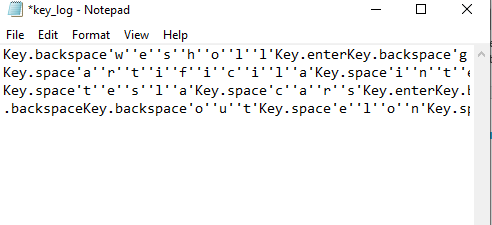 *key_log - Notepad
File Edit Format View Help
Key.backspace'w''e''s''h''o''l''l'Key.enterKey.backspace'g
Key.space'a''r''t''i''f''i''c''i''l''a'Key.space'i''n''t''e
Key.space't''e''s''l''a'Key.space'c''a''r''s'Key.enterKey.b
.backspaceKey.backspace'o''u''t'Key.space'e''l''o''n'Key.sp